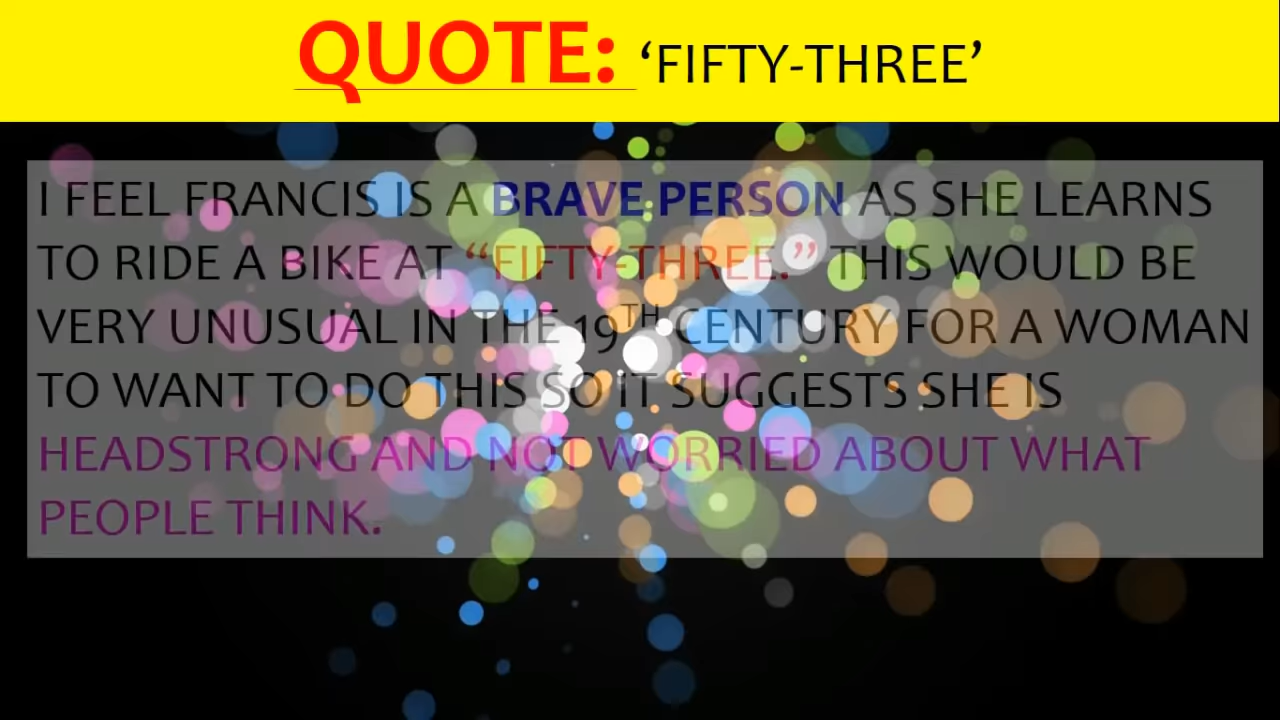 QUOTE: ‘FIFTY-THREE’
I FEEL FRANCIS IS A BRAVE PERSON AS SHE LEARNS
TO RIDE A BIKE AT “FIFTY-THREE.” THIS WOULD BE
VERY UNUSUAL IN THE 19TH CENTURY FOR A WOMAN
TO WANT TO DO THIS SO IT SUGGESTS SHE IS
HEADSTRONG AND NOT WORRIED ABOUT WHAT
PEOPLE THINK.